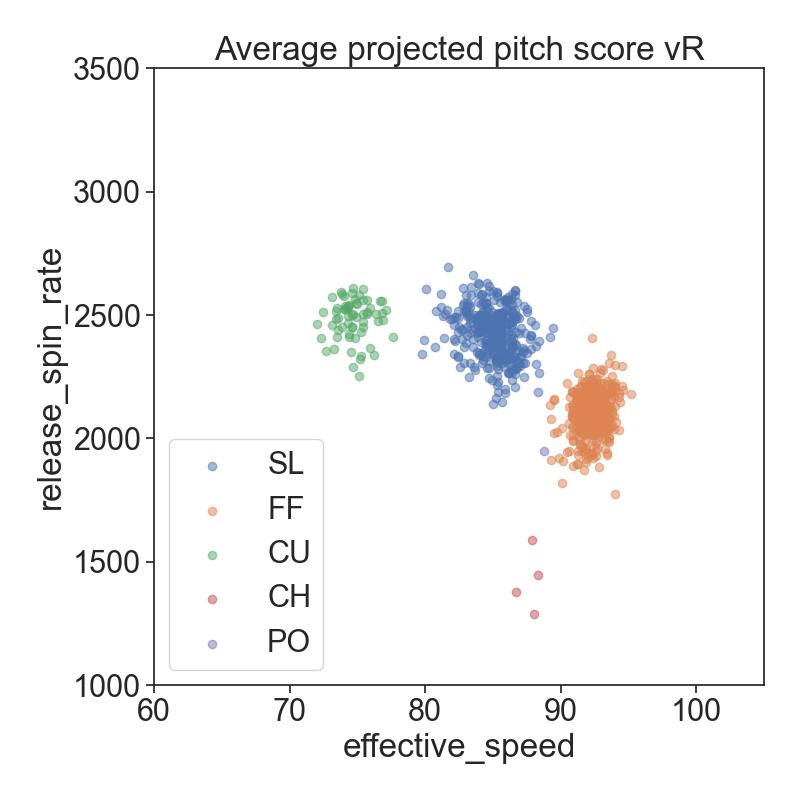 Average projected pitch score vR
3500
3000
2500
2000
1500
1000
release_spin_rate
SL
FF
CU
CH
PO
60
70
80
90
100
effective_speed